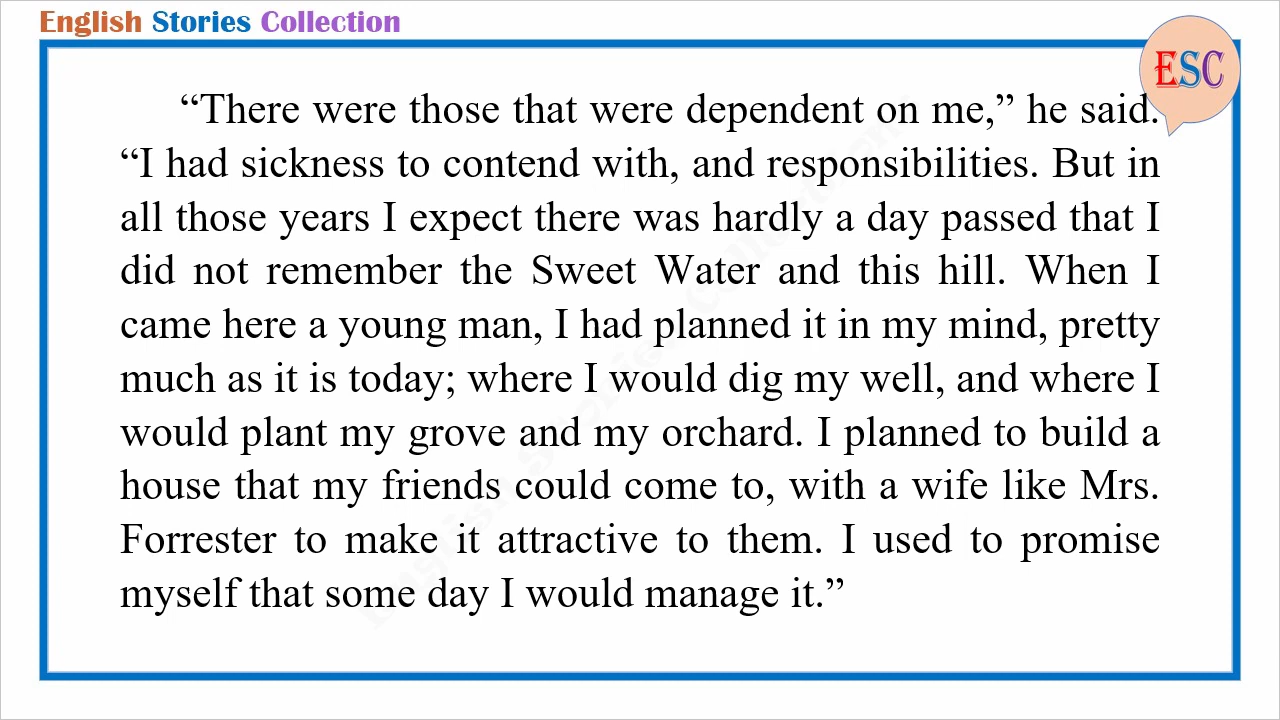 English Stories Collection
ESC
“There were those that were dependent on me,” he said.
“I had sickness to contend with, and responsibilities. But in
all those years I expect there was hardly a day passed that I
did not remember the Sweet Water and this hill. When I
came here a young man, I had planned it in my mind, pretty
much as it is today; where I would dig my well, and where I
would plant my grove and my orchard. I planned to build a
house that my friends could come to, with a wife like Mrs.
Forrester to make it attractive to them. I used to promise
myself that some day I would manage it.”
English Stories Collection